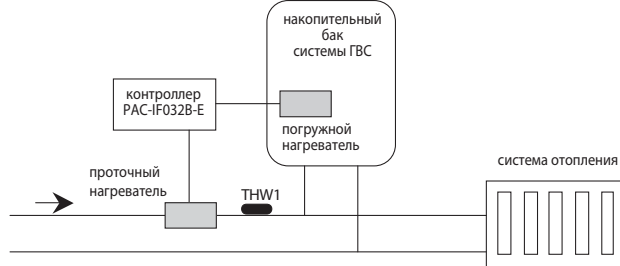 накопительный
бак
системы ГВС
контроллер
PAC-IF032B-E
погружной
нагреватель
проточный
нагреватель
THW1
система отопления